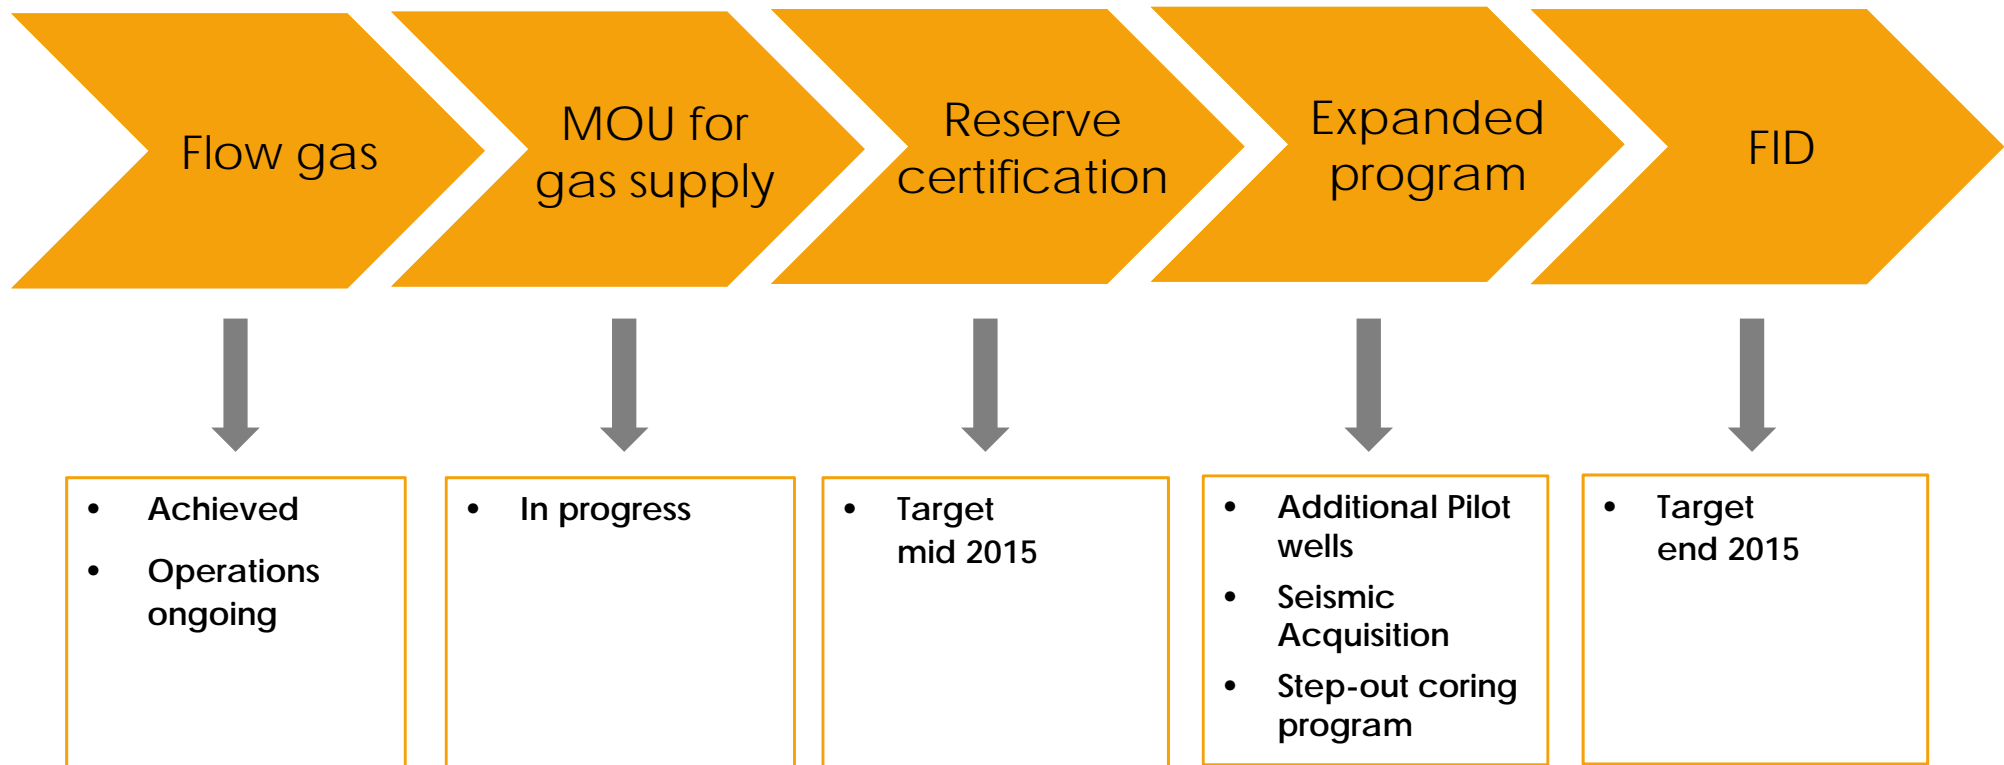 Flow gas
MOU for
gas supply
Reserve
certification
Expanded
program
FID
• Achieved
• Operations
ongoing
• In progress
• Target
mid 2015
• Additional Pilot
wells
• Seismic
Acquisition
• Step-out coring
program
• Target
end 2015